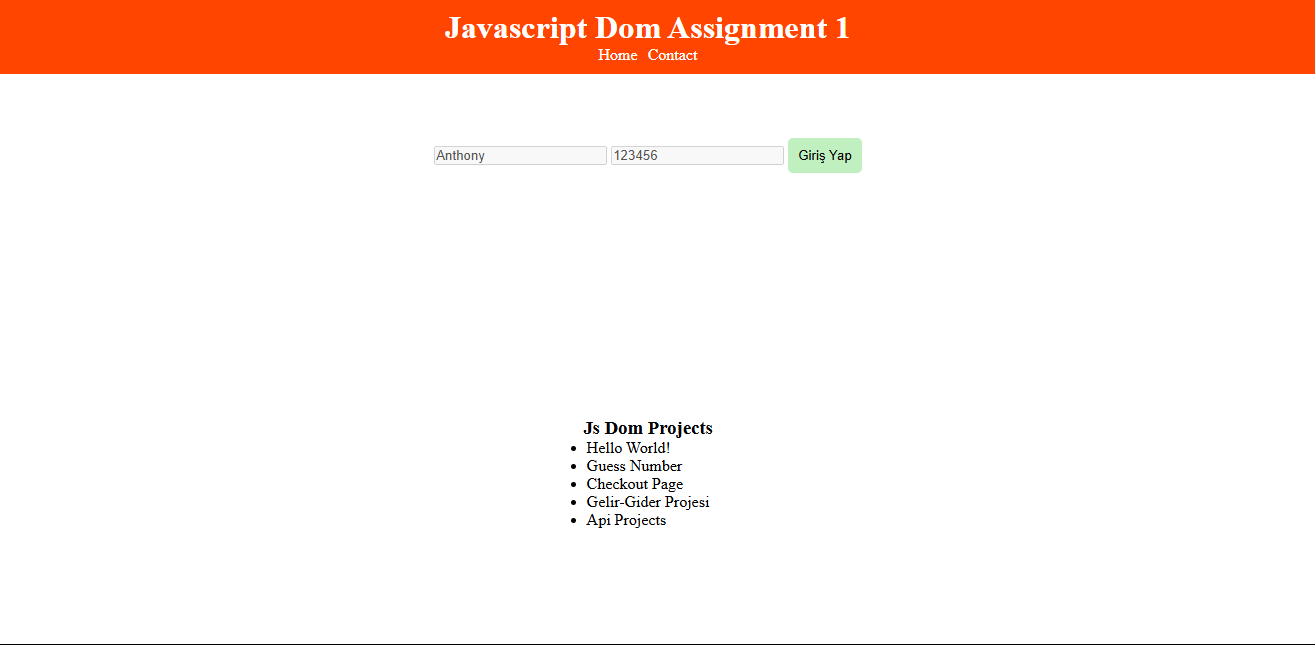 Javascript Dom Assignment 1
Home Contact
Anthony 123456 Giriş Yap
Js Dom Projects
Hello World!
Guess Number
Checkout Page
Gelir-Gider Projesi
Api Projects